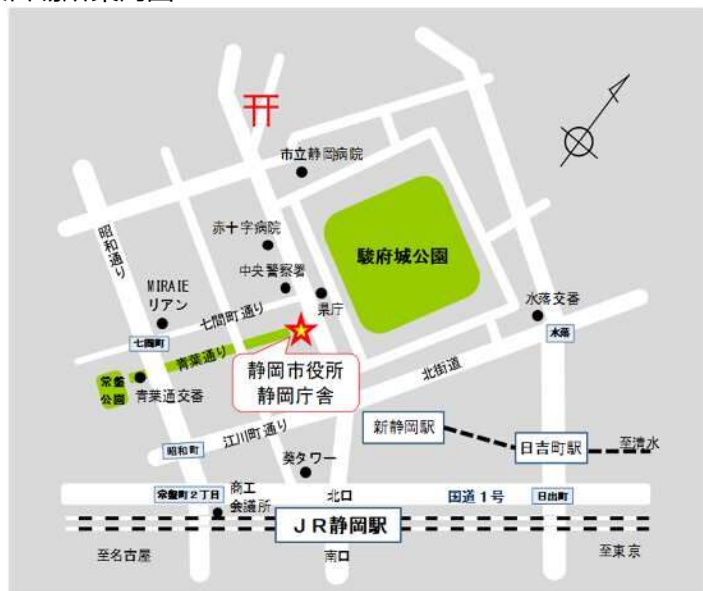 市立静岡病院
昭和通り
赤十字病院
駿府城公園
中央警察署
MIRAIE
リアン
七間町通り
県庁
水落交番
七間町
水落
青葉通り
静岡市役所
静岡庁舎
北街道
常盤
公園
青葉通交番
江川町通り
新静岡駅
昭和町
日吉町駅
至清水
葵タワー
常盤町2丁目
商工
会議所
北口
国道1号
日出町
JR静岡駅
至名古屋
南口
至東京